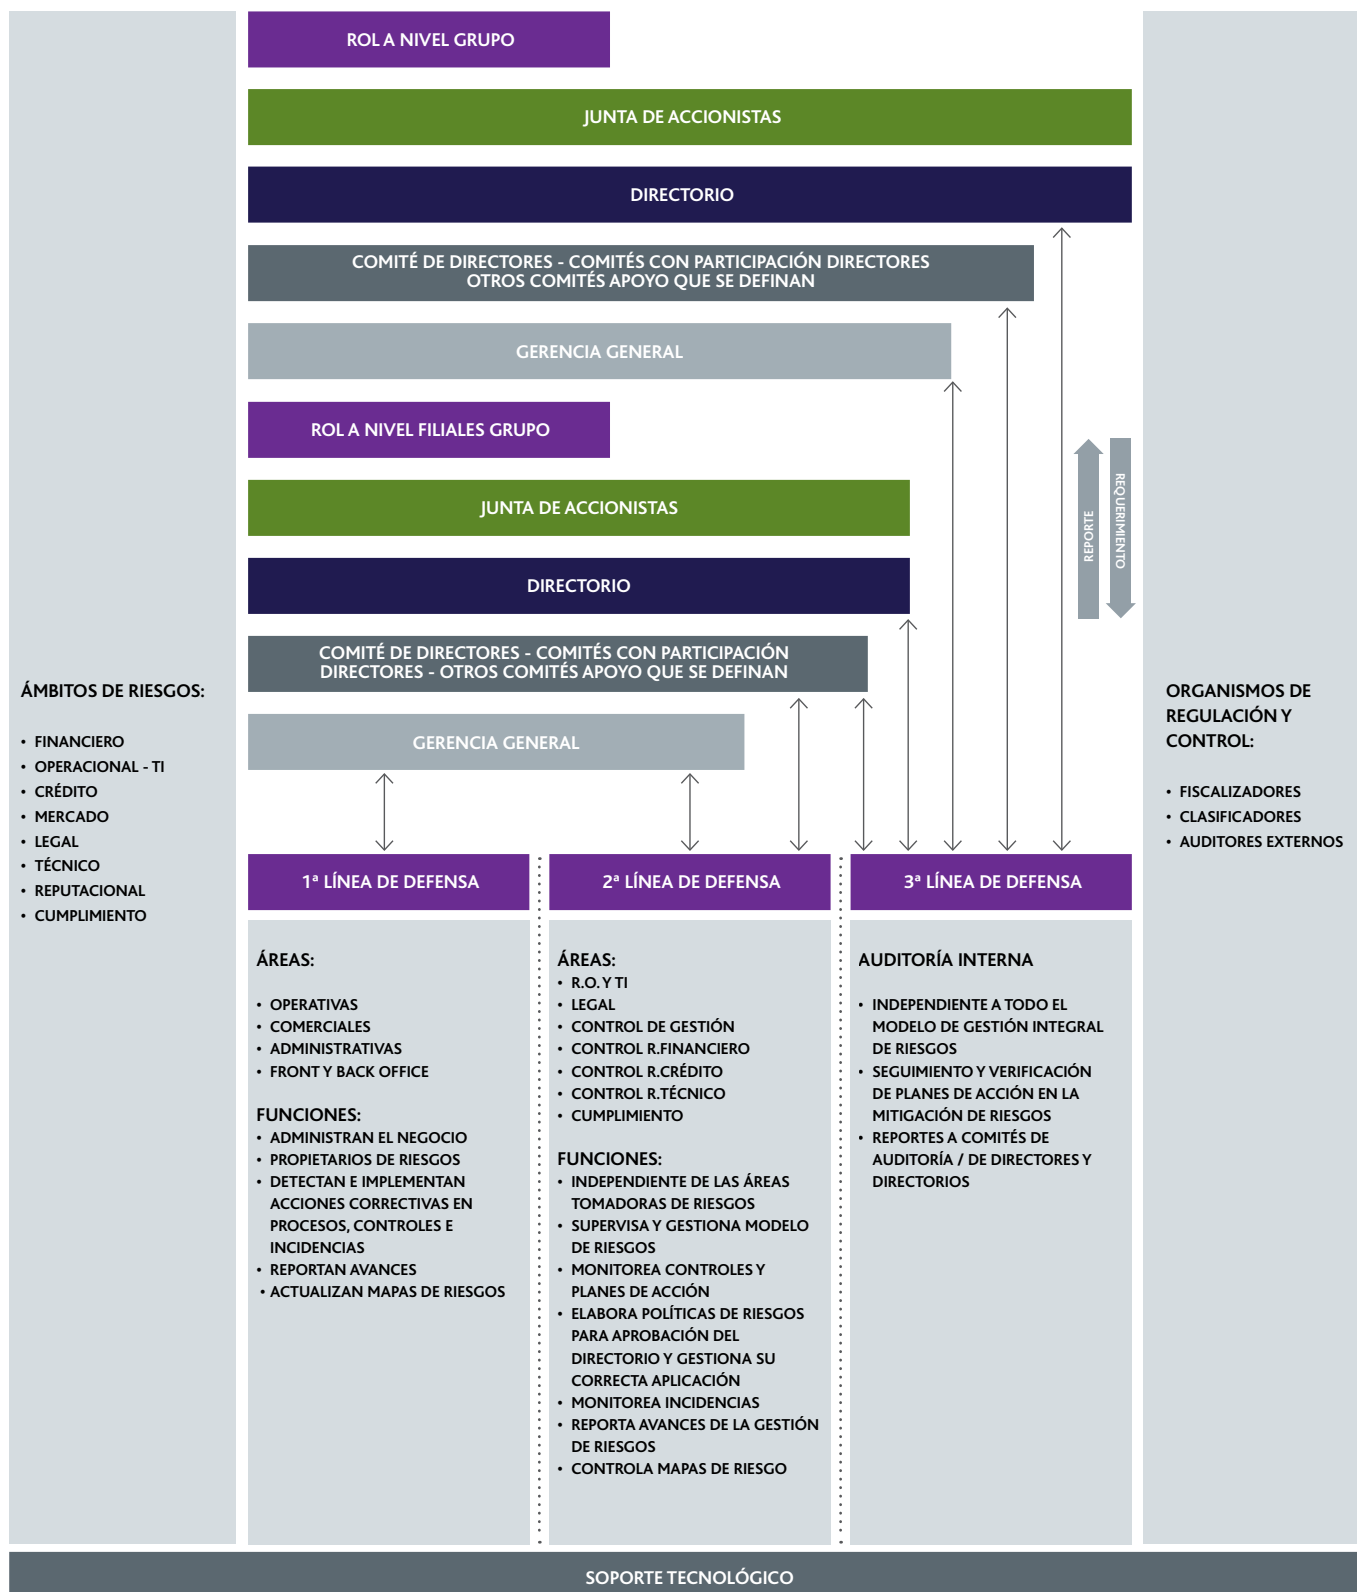 ROL A NIVEL GRUPO
JUNTA DE ACCIONISTAS
DIRECTORIO
COMITÉ DE DIRECTORES - COMITÉS CON PARTICIPACIÓN DIRECTORES
OTROS COMITÉS APOYO QUE SE DEFINAN
GERENCIA GENERAL
ROL A NIVEL FILIALES GRUPO
JUNTA DE ACCIONISTAS
DIRECTORIO
COMITÉ DE DIRECTORES - COMITÉS CON PARTICIPACIÓN
DIRECTORES - OTROS COMITÉS APOYO QUE SE DEFINAN
GERENCIA GENERAL
REPORTE
REQUERIMIENTO
ÁMBITOS DE RIESGOS:
• FINANCIERO
• OPERACIONAL - TI
• CRÉDITO
• MERCADO
• LEGAL
• TÉCNICO
• REPUTACIONAL
• CUMPLIMIENTO
ORGANISMOS DE
REGULACIÓN Y
CONTROL:
• FISCALIZADORES
• CLASIFICADORES
• AUDITORES EXTERNOS
1ª LÍNEA DE DEFENSA
ÁREAS:
• OPERATIVAS
• COMERCIALES
• ADMINISTRATIVAS
• FRONT Y BACK OFFICE
FUNCIONES:
• ADMINISTRAN EL NEGOCIO
• PROPIETARIOS DE RIESGOS
• DETECTAN E IMPLEMENTAN
ACCIONES CORRECTIVAS EN
PROCESOS, CONTROLES E
INCIDENCIAS
• REPORTAN AVANCES
• ACTUALIZAN MAPAS DE RIESGOS
2ª LÍNEA DE DEFENSA
ÁREAS:
• R.O. Y TI
• LEGAL
• CONTROL DE GESTIÓN
• CONTROL R.FINANCIERO
• CONTROL R.CRÉDITO
• CONTROL R.TÉCNICO
• CUMPLIMIENTO
FUNCIONES:
• INDEPENDIENTE DE LAS ÁREAS
TOMADORAS DE RIESGOS
• SUPERVISA Y GESTIONA MODELO
DE RIESGOS
• MONITOREA CONTROLES Y
PLANES DE ACCIÓN
• ELABORA POLÍTICAS DE RIESGOS
PARA APROBACIÓN DEL
DIRECTORIO Y GESTIONA SU
CORRECTA APLICACIÓN
• MONITOREA INCIDENCIAS
• REPORTA AVANCES DE LA GESTIÓN
DE RIESGOS
• CONTROLA MAPAS DE RIESGO
3ª LÍNEA DE DEFENSA
AUDITORÍA INTERNA
• INDEPENDIENTE A TODO EL
MODELO DE GESTIÓN INTEGRAL
DE RIESGOS
• SEGUIMIENTO Y VERIFICACIÓN
DE PLANES DE ACCIÓN EN LA
MITIGACIÓN DE RIESGOS
• REPORTES A COMITÉS DE
AUDITORÍA / DE DIRECTORES Y
DIRECTORIOS
SOPORTE TECNOLÓGICO